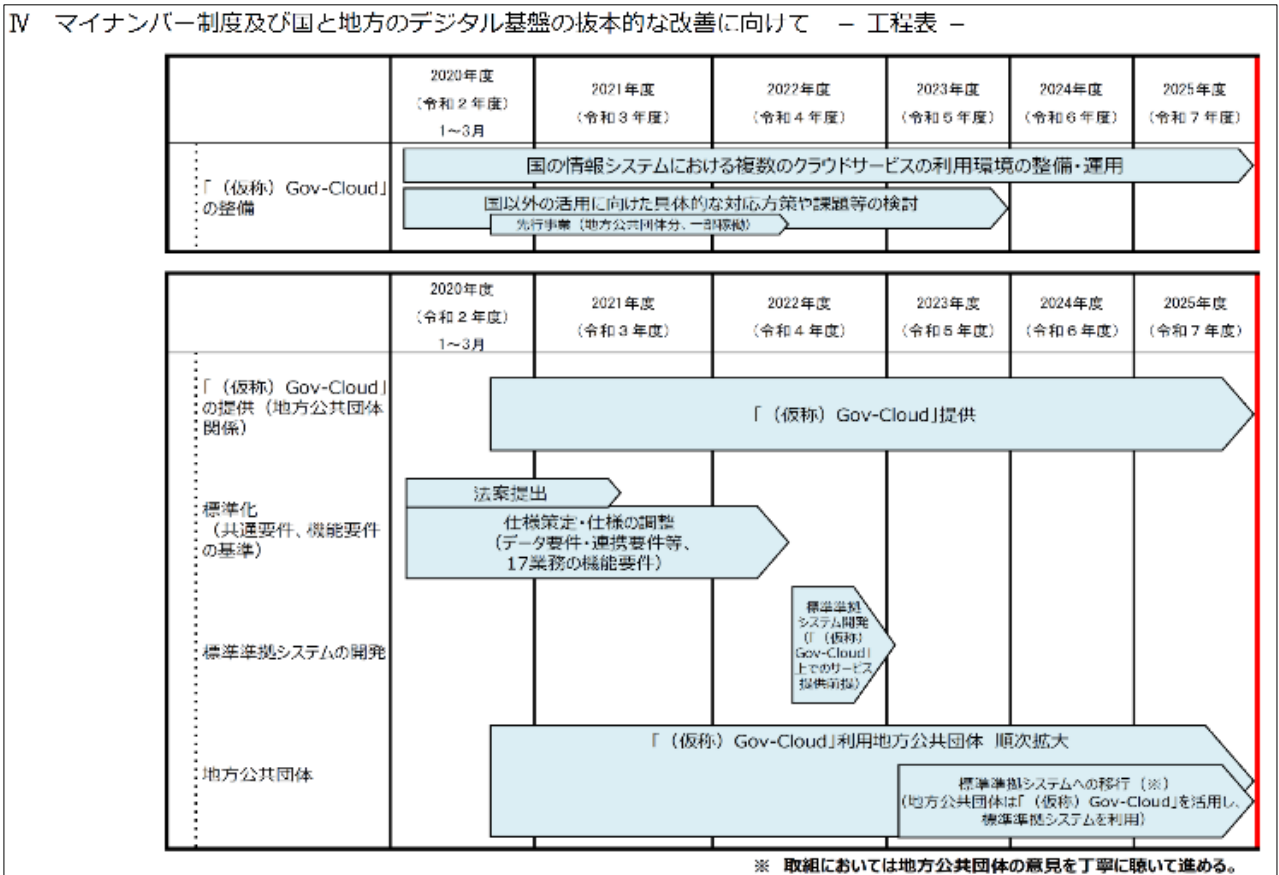 Ⅳ マイナンバー制度及び国と地方のデジタル基盤の抜本的な改善に向けて － 工程表 －
2020年度
（令和２年度）
1～3月
2021年度
（令和３年度）
2022年度
（令和４年度）
2023年度
（令和５年度）
2024年度
（令和６年度）
2025年度
（令和７年度）
「（仮称）Gov-Cloud」
の整備
国の情報システムにおける複数のクラウドサービスの利用環境の整備・運用
国以外の活用に向けた具体的な対応方策や課題等の検討
先行事業（地方公共団体分、一部稼働）
2020年度
（令和２年度）
1～3月
2021年度
（令和３年度）
2022年度
（令和４年度）
2023年度
（令和５年度）
2024年度
（令和６年度）
2025年度
（令和７年度）
「（仮称）Gov-Cloud」
の提供（地方公共団体
関係）
「（仮称）Gov-Cloud」提供
標準化
（共通要件、機能要件
の基準）
法案提出
仕様策定・仕様の調整
（データ要件・連携要件等、
17業務の機能要件）
標準準拠システムの開発
標準準拠
システム開発
（「（仮称）
Gov-Cloud」
上でのサービス
提供前提）
地方公共団体
「（仮称）Gov-Cloud」利用地方公共団体 順次拡大
標準準拠システムへの移行（※）
（地方公共団体は「（仮称）Gov-Cloud」を活用し、
標準準拠システムを利用）
※ 取組においては地方公共団体の意見を丁寧に聴いて進める。